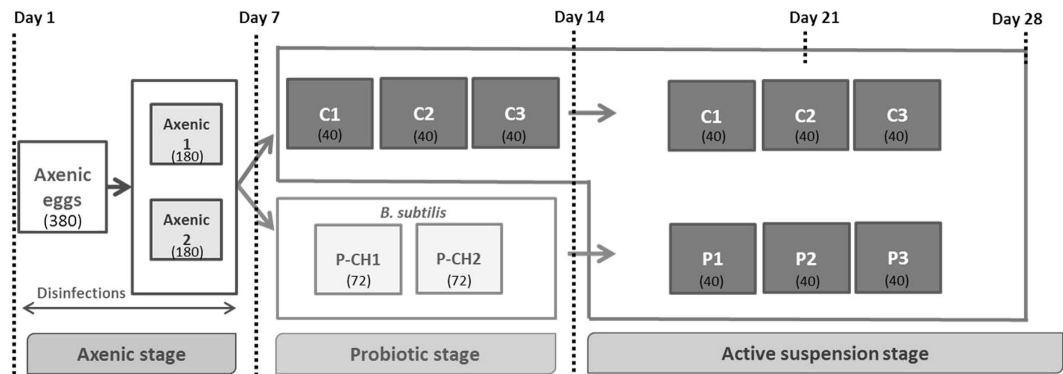 Day 1
Day 7
Day 14
Day 21
Day 28
Axenic
eggs
(380)
Axenic
1
(180)
Axenic
2
(180)
Disinfections
C1
(40)
C2
(40)
C3
(40)
B. subtilis
P-CH1
(72)
P-CH2
(72)
C1
(40)
C2
(40)
C3
(40)
P1
(40)
P2
(40)
P3
(40)
Axenic stage
Probiotic stage
Active suspension stage